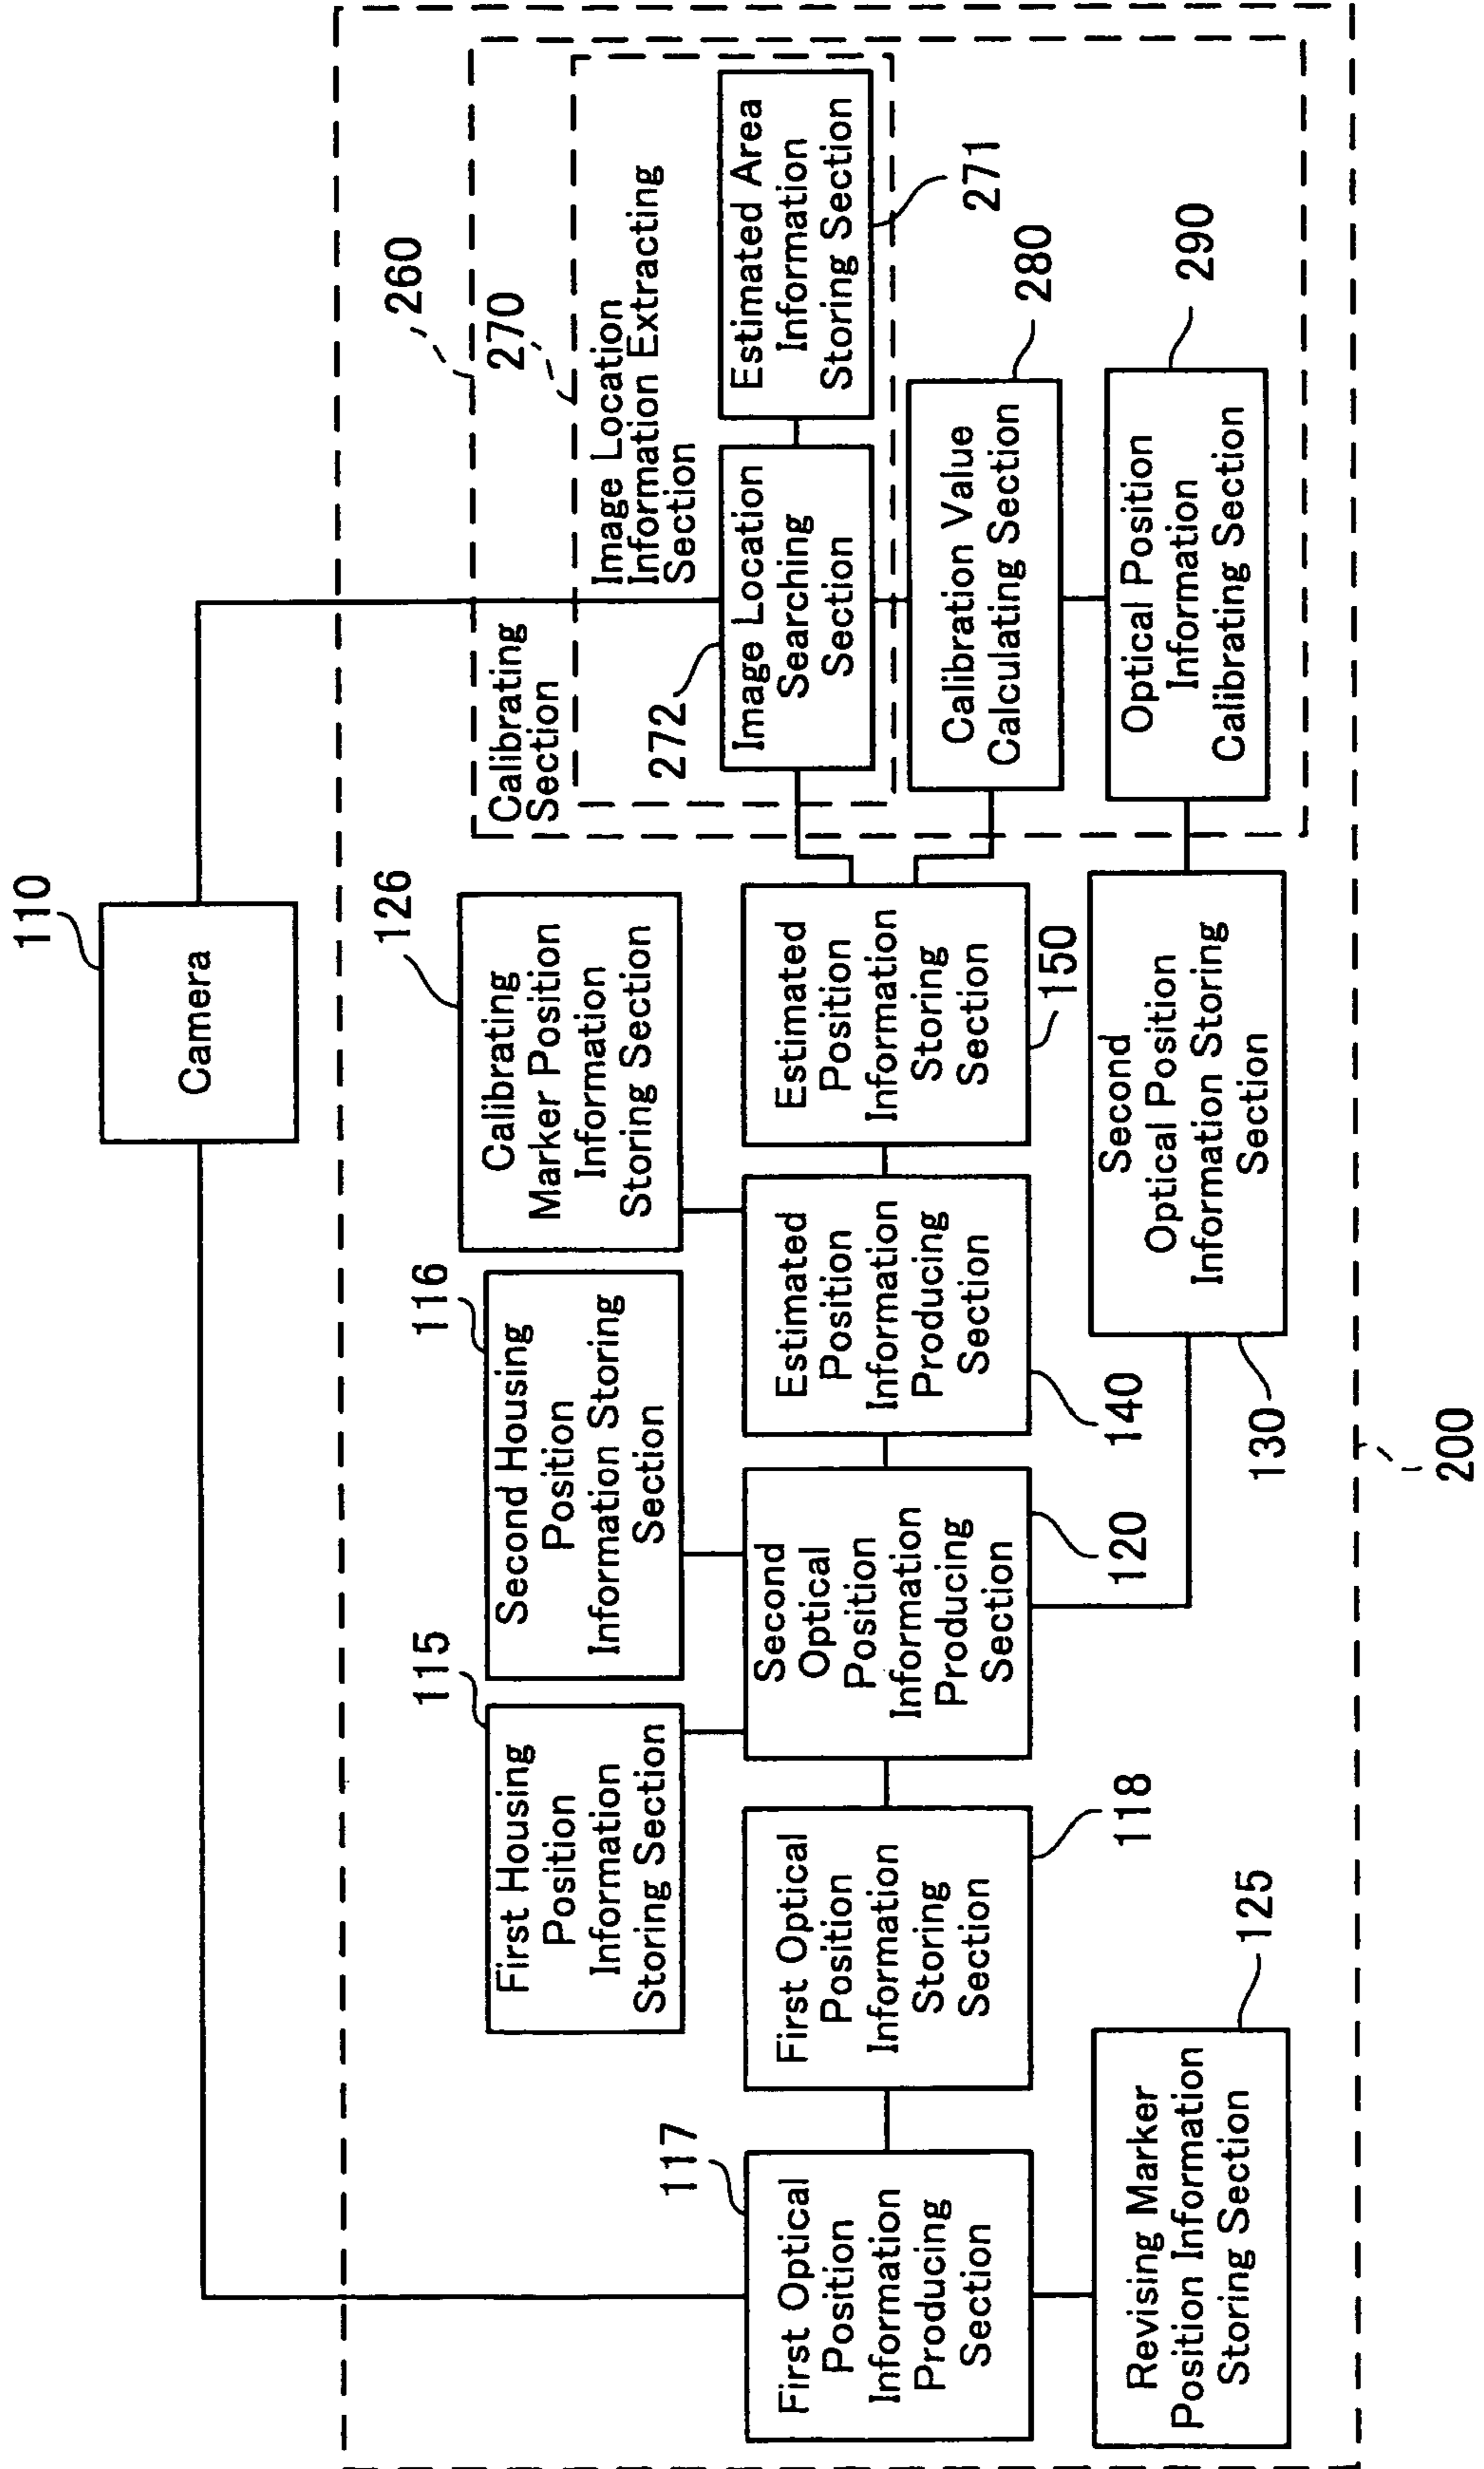 110
Camera
200
260
Calibrating
Section
270
Image Location
Information Extracting
Section
272
Image Location
Searching
Section
Estimated Area
Information
Storing Section
271
Calibration Value
Calculating Section
280
Optical Position
Information
Calibrating Section
290
115
First Housing
Position
Information
Storing Section
116
Second Housing
Position
Information Storing
Section
126
Calibrating
Marker Position
Information
Storing Section
117
First Optical
Position
Information
Producing
Section
First Optical
Position
Information
Storing
Section
118
Second
Optical
Position
Information
Producing
Section
120
Estimated
Position
Information
Producing
Section
140
Estimated
Position
Information
Storing
Section
150
Revising Marker
Position Information
Storing Section
125
Second
Optical Position
Information Storing
Section
130